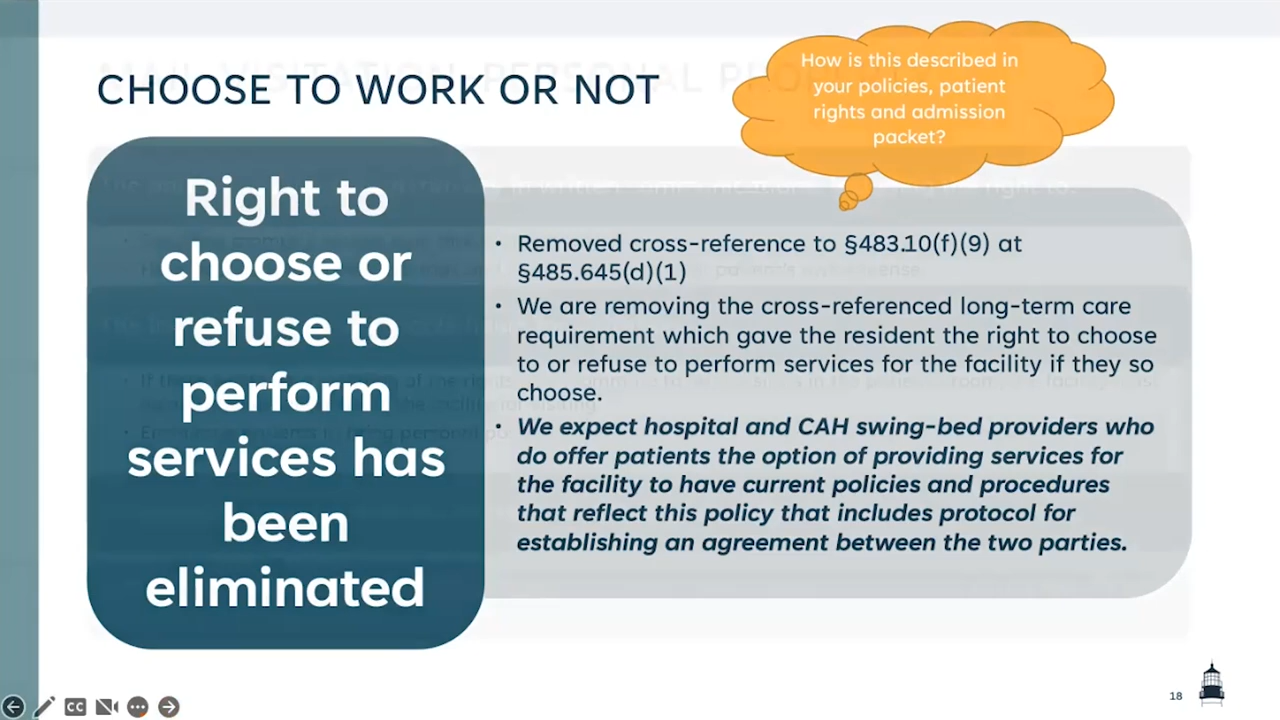 CHOOSE TO WORK OR NOT
How is this described in
your policies, patient
rights and admission
packet?
Right to
choose or
refuse to
perform
services has
been
eliminated
• Removed cross-reference to §483.10(f)(9) at
§485.645(d)(1)
• We are removing the cross-referenced long-term care
requirement which gave the resident the right to choose
to or refuse to perform services for the facility if they so
choose.
• We expect hospital and CAH swing-bed providers who
do offer patients the option of providing services for
the facility to have current policies and procedures
that reflect this policy that includes protocol for
establishing an agreement between the two parties.
18
CC